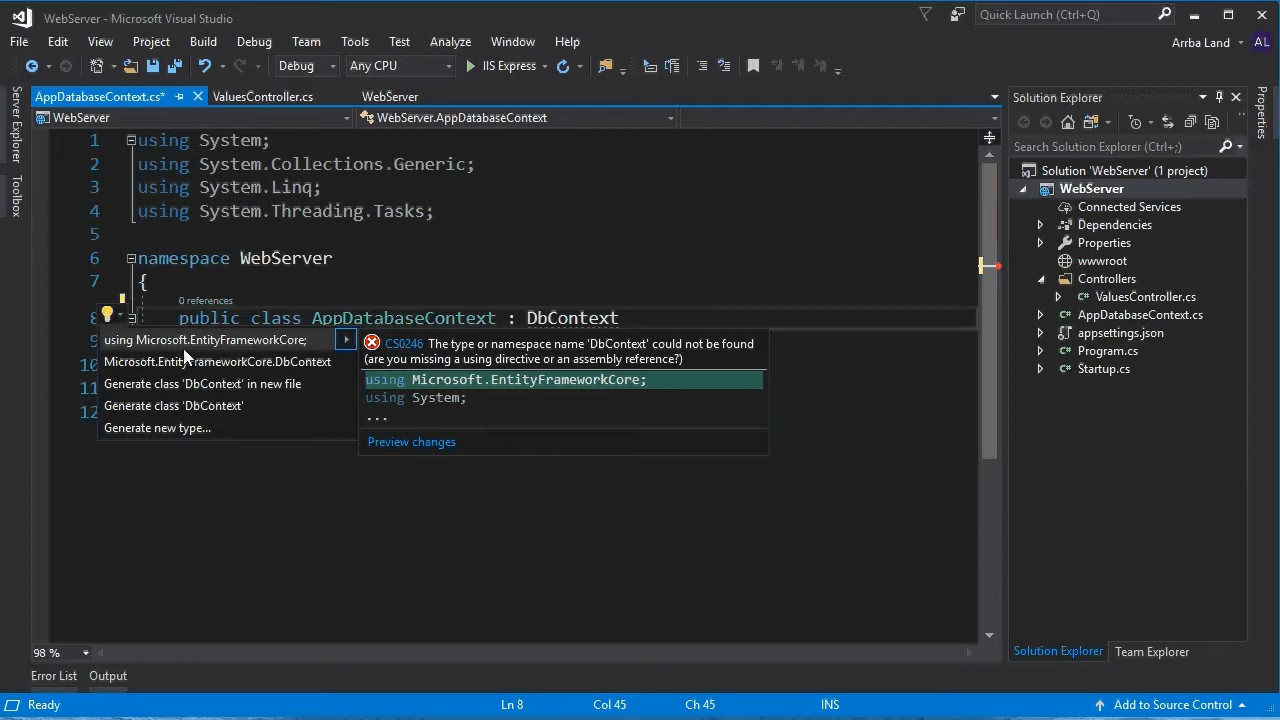 WebServer - Microsoft Visual Studio
Quick Launch (Ctrl+Q)
File Edit View Project Build Debug Team Tools Test Analyze Window Help
Arrba Land AL
Debug Any CPU IIS Express
Server Explorer
Toolbox
AppDatabaseContext.cs* ValuesController.cs WebServer
WebServer WebServer.AppDatabaseContext
1 using System;
2 using System.Collections.Generic;
3 using System.Linq;
4 using System.Threading.Tasks;
5
6 namespace WebServer
7 {
0 references
8 public class AppDatabaseContext : DbContext
9
10
11
12
using Microsoft.EntityFrameworkCore;
Microsoft.EntityFrameworkCore.DbContext
Generate class 'DbContext' in new file
Generate class 'DbContext'
Generate new type...
CS0246 The type or namespace name 'DbContext' could not be found
(are you missing a using directive or an assembly reference?)
using Microsoft.EntityFrameworkCore;
using System;
...
Preview changes
Solution Explorer
Search Solution Explorer (Ctrl+;)
Solution 'WebServer' (1 project)
WebServer
Connected Services
Dependencies
Properties
wwwroot
Controllers
C# ValuesController.cs
C# AppDatabaseContext.cs
appsettings.json
C# Program.cs
C# Startup.cs
Properties
98 %
Solution Explorer Team Explorer
Error List Output
Ready Ln 8 Col 45 Ch 45 INS Add to Source Control